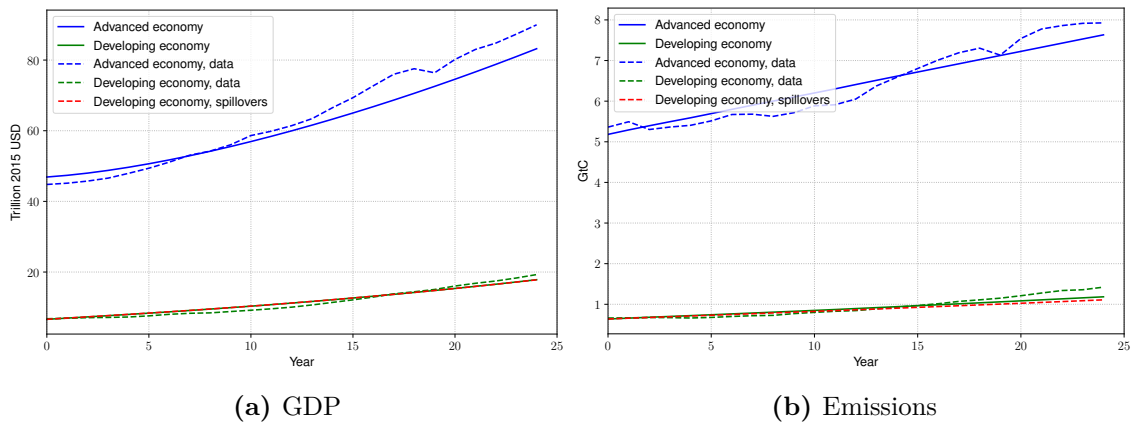 Advanced economy
Developing economy
Advanced economy, data
Developing economy, data
Developing economy, spillovers
Trillion 2015 USD
80
60
40
20
0 5 10 15 20 25
Year
(a) GDP
Advanced economy
Developing economy
Advanced economy, data
Developing economy, data
Developing economy, spillovers
GtC
8
7
6
5
4
3
2
1
0 5 10 15 20 25
Year
(b) Emissions